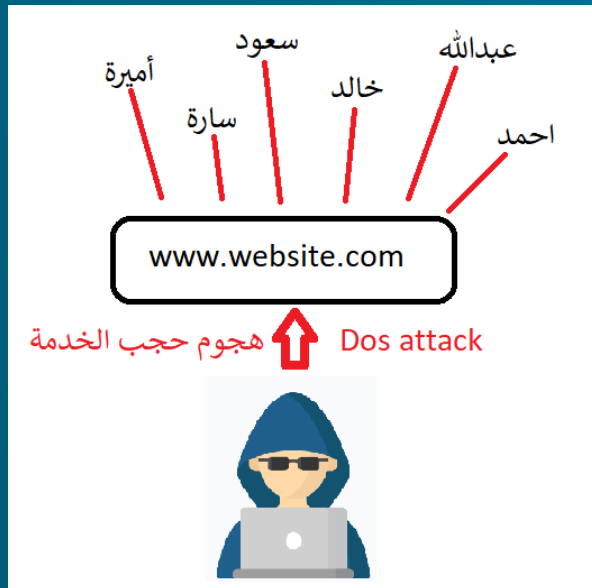 سعود
عبدالله
أميرة
خالد
سارة
احمد
www.website.com
هجوم حجب الخدمة
Dos attack